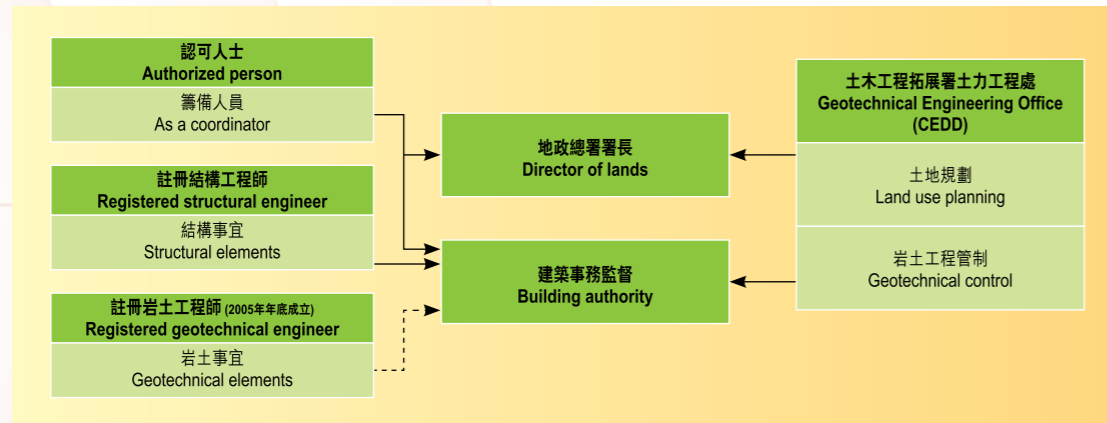 認可人士
Authorized person
籌備人員
As a coordinator
註冊結構工程師
Registered structural engineer
結構事宜
Structural elements
註冊岩土工程師 (2005年年底成立)
Registered geotechnical engineer
岩土事宜
Geotechnical elements
地政總署署長
Director of lands
建築事務監督
Building authority
土木工程拓展署土力工程處
Geotechnical Engineering Office
(CEDD)
土地規劃
Land use planning
岩土工程管制
Geotechnical control